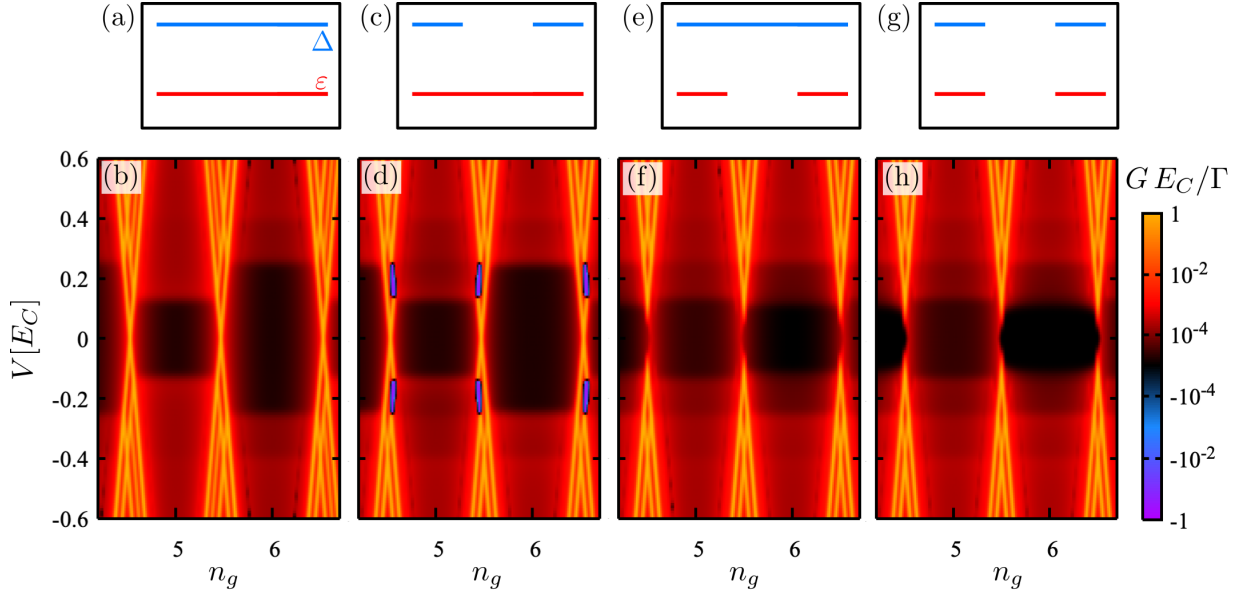 (a) (c) (e) (g)
Δ
ε
(b) (d) (f) (h)
G E_C/Γ
V[E_C]
0.6
0.4
0.2
0
-0.2
-0.4
-0.6
1
10⁻²
10⁻⁴
-10⁻⁴
-10⁻²
-1
5 6 5 6 5 6 5 6
n_g n_g n_g n_g